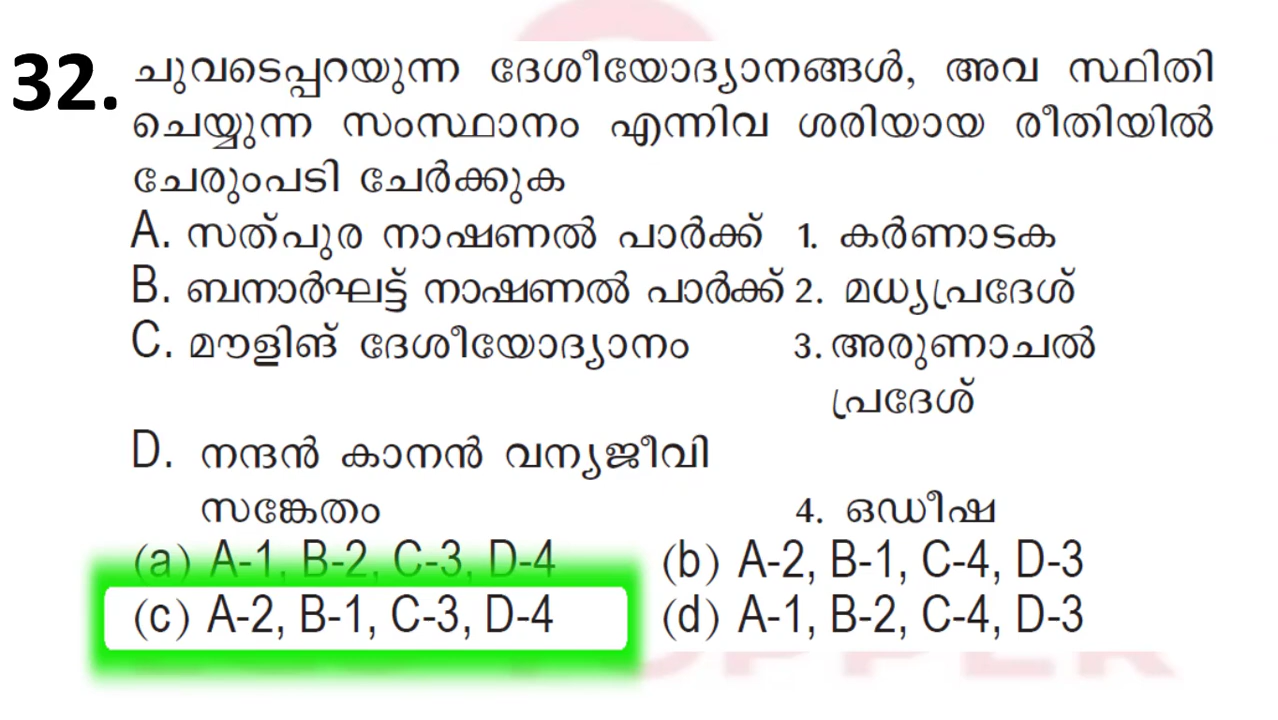 32. ചുവടെപ്പറയുന്ന ദേശീയോദ്യാനങ്ങൾ, അവ സ്ഥിതി
ചെയ്യുന്ന സംസ്ഥാനം എന്നിവ ശരിയായ രീതിയിൽ
ചേരുംപടി ചേർക്കുക
A. സത്പുര നാഷണൽ പാർക്ക് 1. കർണാടക
B. ബനാർഘട്ട് നാഷണൽ പാർക്ക് 2. മധ്യപ്രദേശ്
C. മൗളിങ് ദേശീയോദ്യാനം 3. അരുണാചൽ
പ്രദേശ്
D. നന്ദൻ കാനൻ വന്യജീവി
സങ്കേതം 4. ഒഡീഷ
(a) A-1, B-2, C-3, D-4 (b) A-2, B-1, C-4, D-3
(c) A-2, B-1, C-3, D-4 (d) A-1, B-2, C-4, D-3